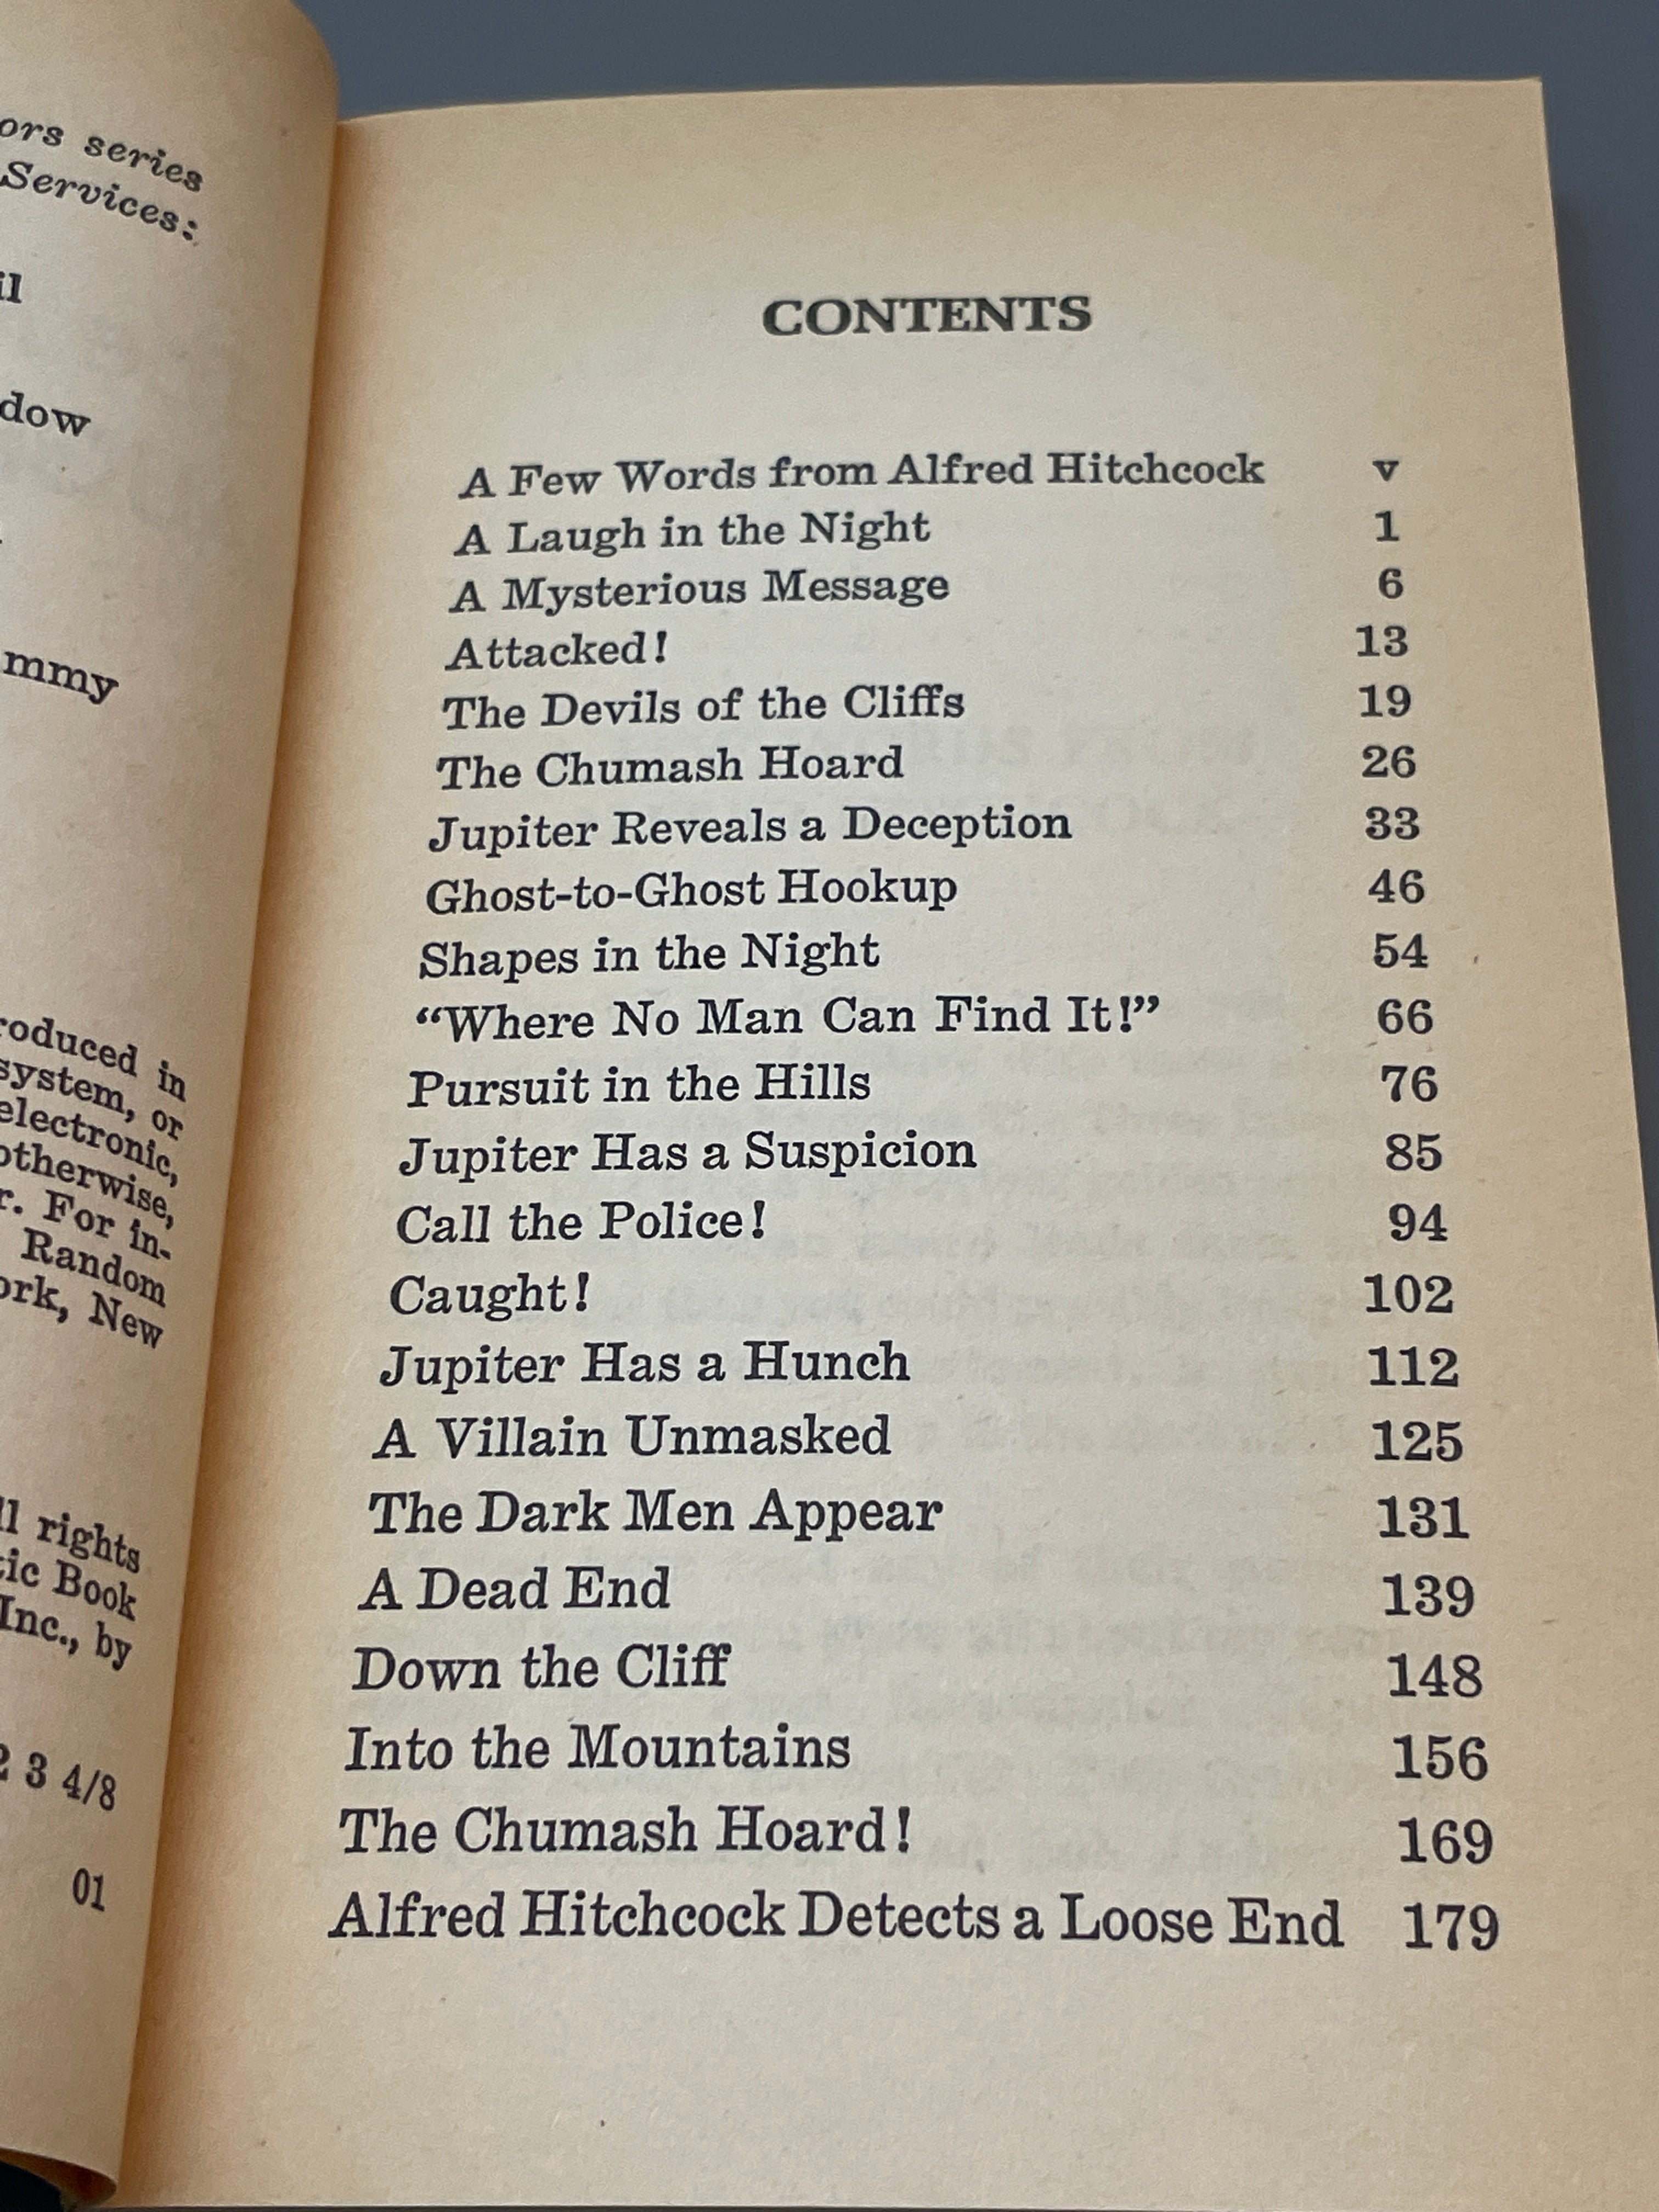 ors series
Services:
dow
mmy
roduced in
system, or
electronic,
otherwise,
r. For in-
Random
ork, New
ll rights
tic Book
Inc., by
2 3 4/8
01
CONTENTS
A Few Words from Alfred Hitchcock v
A Laugh in the Night 1
A Mysterious Message 6
Attacked! 13
The Devils of the Cliffs 19
The Chumash Hoard 26
Jupiter Reveals a Deception 33
Ghost-to-Ghost Hookup 46
Shapes in the Night 54
“Where No Man Can Find It!” 66
Pursuit in the Hills 76
Jupiter Has a Suspicion 85
Call the Police! 94
Caught! 102
Jupiter Has a Hunch 112
A Villain Unmasked 125
The Dark Men Appear 131
A Dead End 139
Down the Cliff 148
Into the Mountains 156
The Chumash Hoard! 169
Alfred Hitchcock Detects a Loose End 179